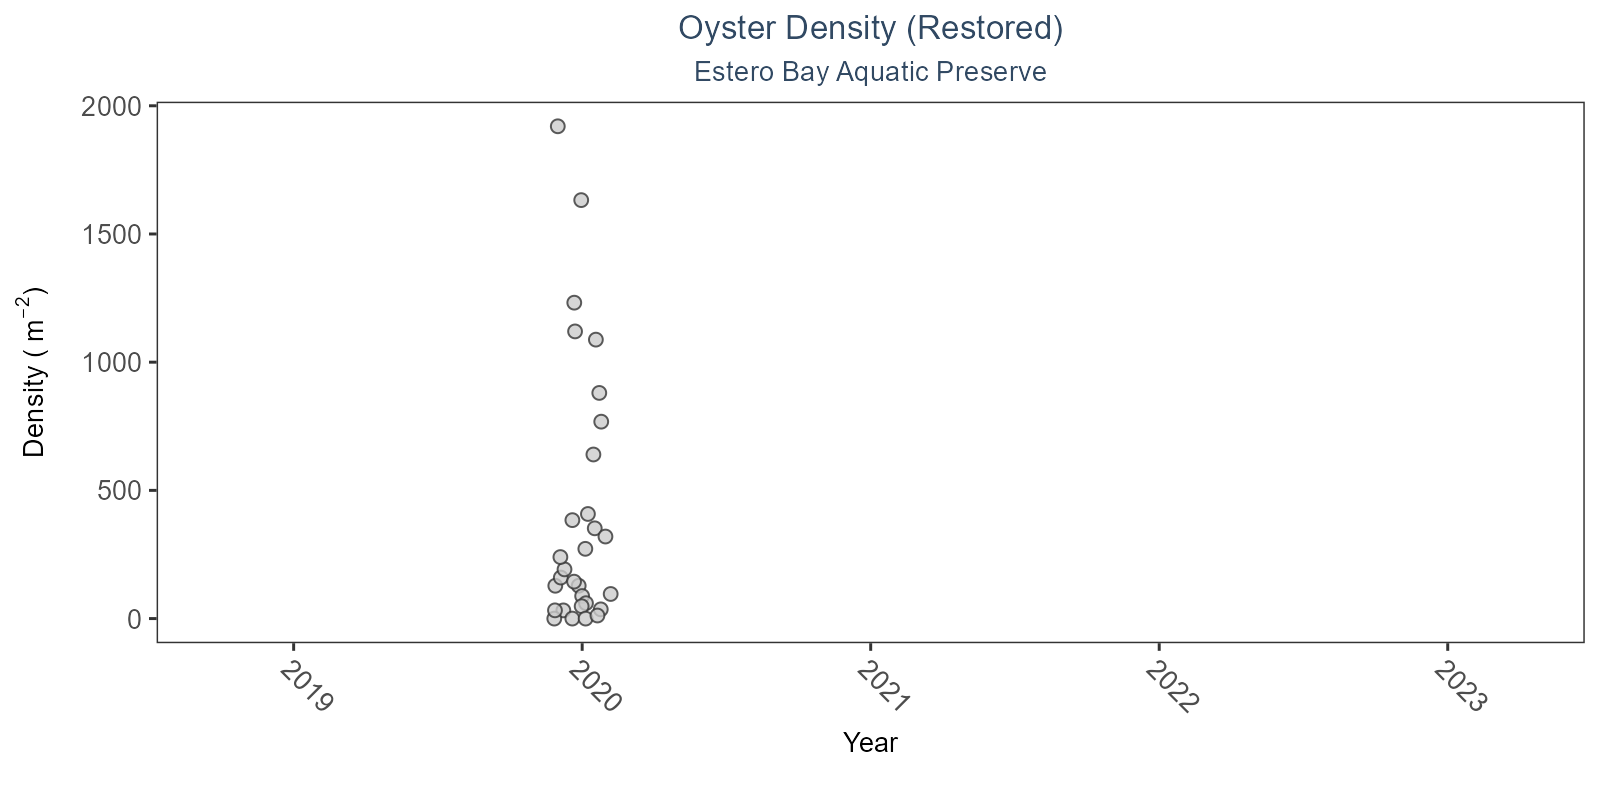 Oyster Density (Restored)
Estero Bay Aquatic Preserve
2000
1500
1000
500
0
Density ( m⁻²)
2019
2020
2021
2022
2023
Year